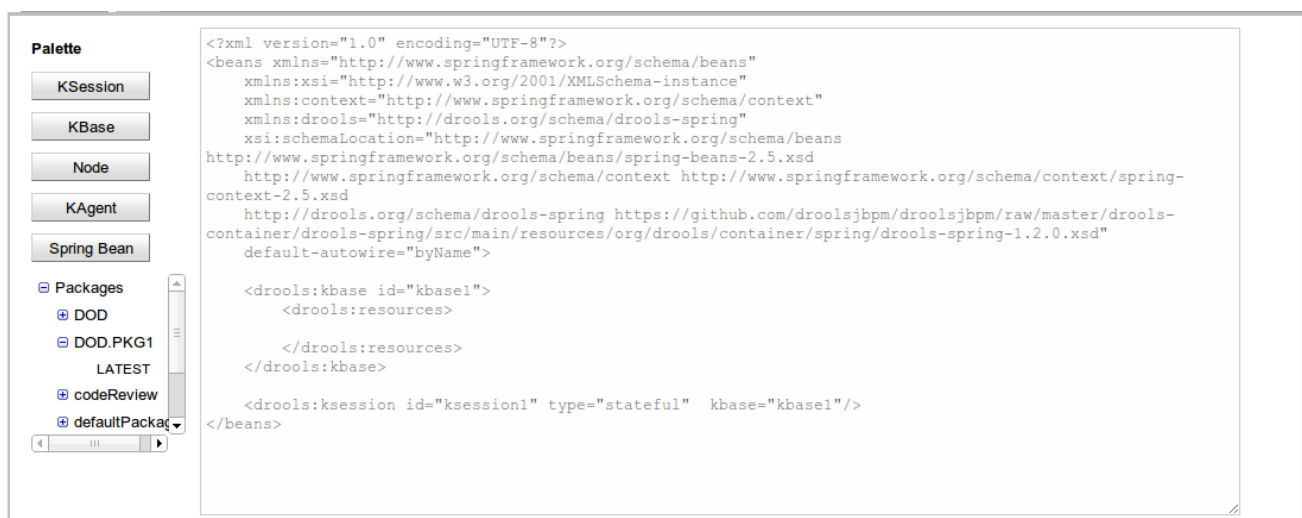 Palette
KSession
KBase
Node
KAgent
Spring Bean
Packages
DOD
DOD.PKG1
LATEST
codeReview
defaultPackag
<?xml version="1.0" encoding="UTF-8"?>
<beans xmlns="http://www.springframework.org/schema/beans"
    xmlns:xsi="http://www.w3.org/2001/XMLSchema-instance"
    xmlns:context="http://www.springframework.org/schema/context"
    xmlns:drools="http://drools.org/schema/drools-spring"
    xsi:schemaLocation="http://www.springframework.org/schema/beans
http://www.springframework.org/schema/beans/spring-beans-2.5.xsd
    http://www.springframework.org/schema/context http://www.springframework.org/schema/context/spring-
context-2.5.xsd
    http://drools.org/schema/drools-spring https://github.com/droolsjbpm/droolsjbpm/raw/master/drools-
container/drools-spring/src/main/resources/org/drools/container/spring/drools-spring-1.2.0.xsd"
    default-autowire="byName">
    <drools:kbase id="kbase1">
        <drools:resources>
        </drools:resources>
    </drools:kbase>
    <drools:ksession id="ksession1" type="stateful"  kbase="kbase1"/>
</beans>